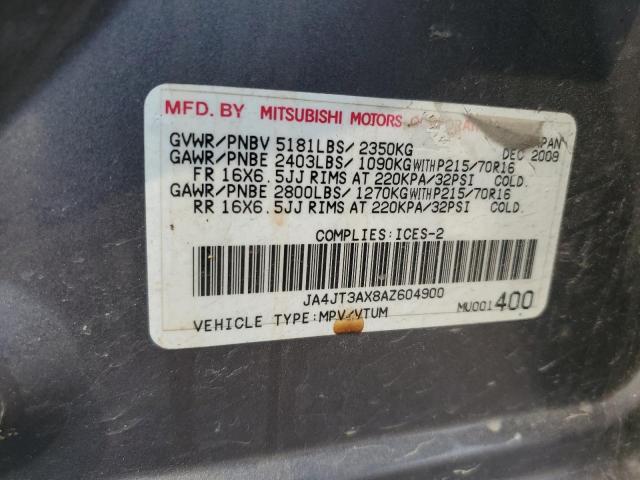 MFD. BY MITSUBISHI MOTORS
JAPAN
GVWR/PNBV 5181LBS/ 2350KG DEC 2009
GAWR/PNBE 2403LBS/ 1090KG WITH P215/70R16
FR 16X6.5JJ RIMS AT 220KPA/32PSI COLD.
GAWR/PNBE 2800LBS/ 1270KG WITH P215/70R16
RR 16X6.5JJ RIMS AT 220KPA/32PSI COLD.
COMPLIES:ICES-2
JA4JT3AX8AZ604900
VEHICLE TYPE:MPV/VTUM MU001400